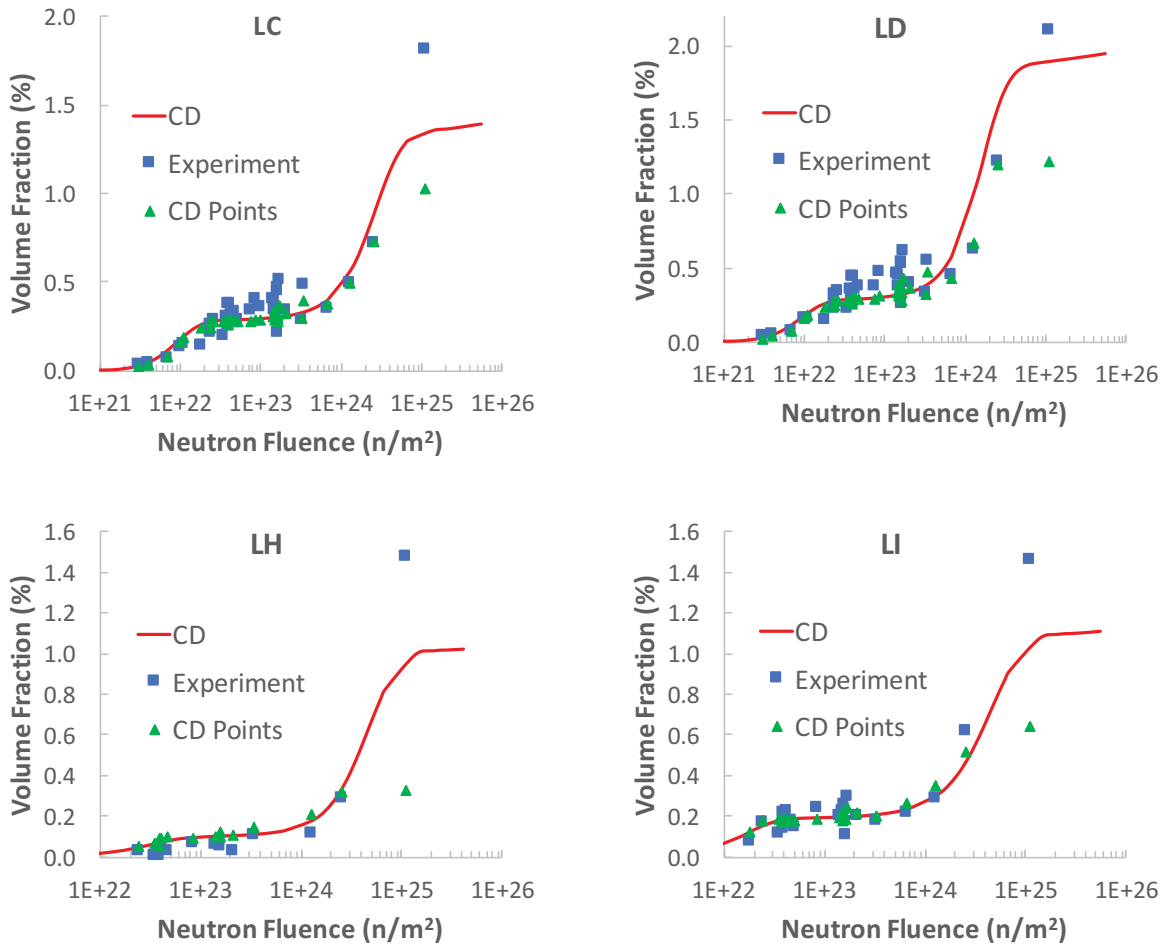 LC
Volume Fraction (%)
2.0
1.5
1.0
0.5
0.0
CD
Experiment
CD Points
1E+21 1E+22 1E+23 1E+24 1E+25 1E+26
Neutron Fluence (n/m²)
LD
Volume Fraction (%)
2.0
1.5
1.0
0.5
0.0
CD
Experiment
CD Points
1E+21 1E+22 1E+23 1E+24 1E+25 1E+26
Neutron Fluence (n/m²)
LH
Volume Fraction (%)
1.6
1.4
1.2
1.0
0.8
0.6
0.4
0.2
0.0
CD
Experiment
CD Points
1E+22 1E+23 1E+24 1E+25 1E+26
Neutron Fluence (n/m²)
LI
Volume Fraction (%)
1.6
1.4
1.2
1.0
0.8
0.6
0.4
0.2
0.0
CD
Experiment
CD Points
1E+22 1E+23 1E+24 1E+25 1E+26
Neutron Fluence (n/m²)